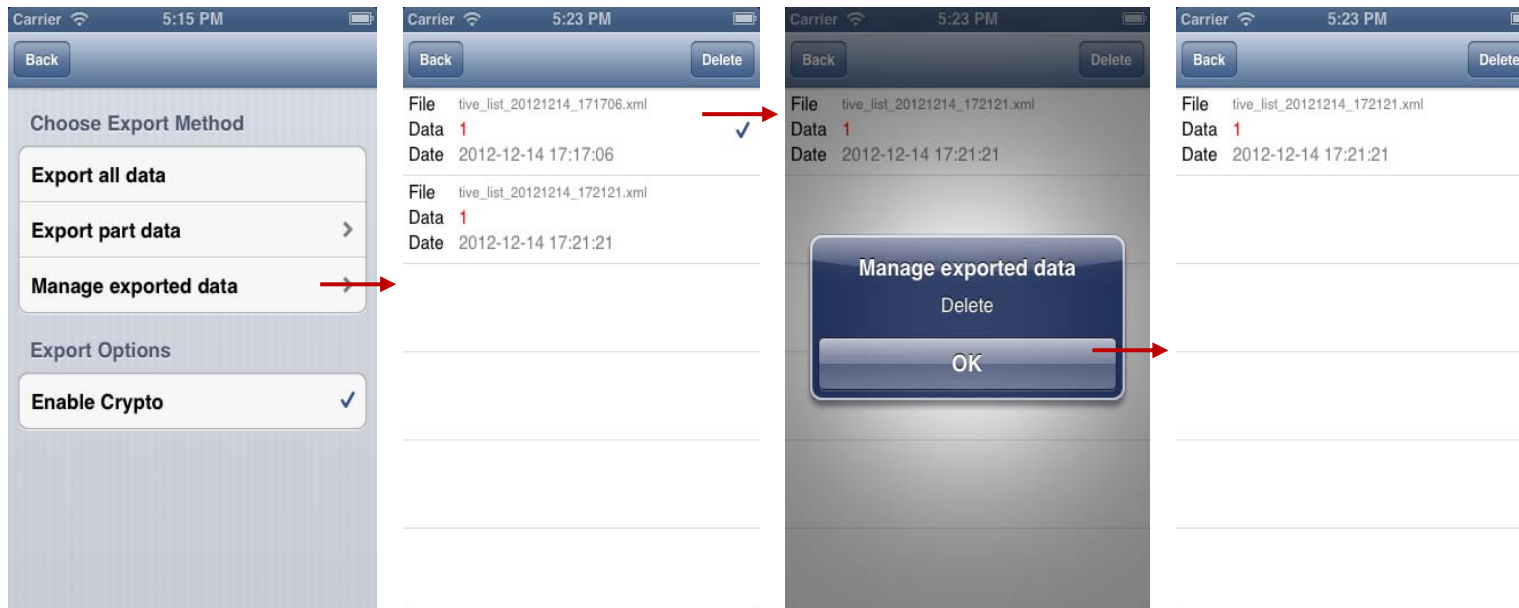 Carrier 5:15 PM
Back
Choose Export Method
Export all data
Export part data
Manage exported data
Export Options
Enable Crypto
Carrier 5:23 PM
Back Delete
File tive_list_20121214_171706.xml
Data 1
Date 2012-12-14 17:17:06
File tive_list_20121214_172121.xml
Data 1
Date 2012-12-14 17:21:21
Carrier 5:23 PM
Back Delete
File tive_list_20121214_172121.xml
Data 1
Date 2012-12-14 17:21:21
Manage exported data
Delete
OK
Carrier 5:23 PM
Back Delete
File tive_list_20121214_172121.xml
Data 1
Date 2012-12-14 17:21:21